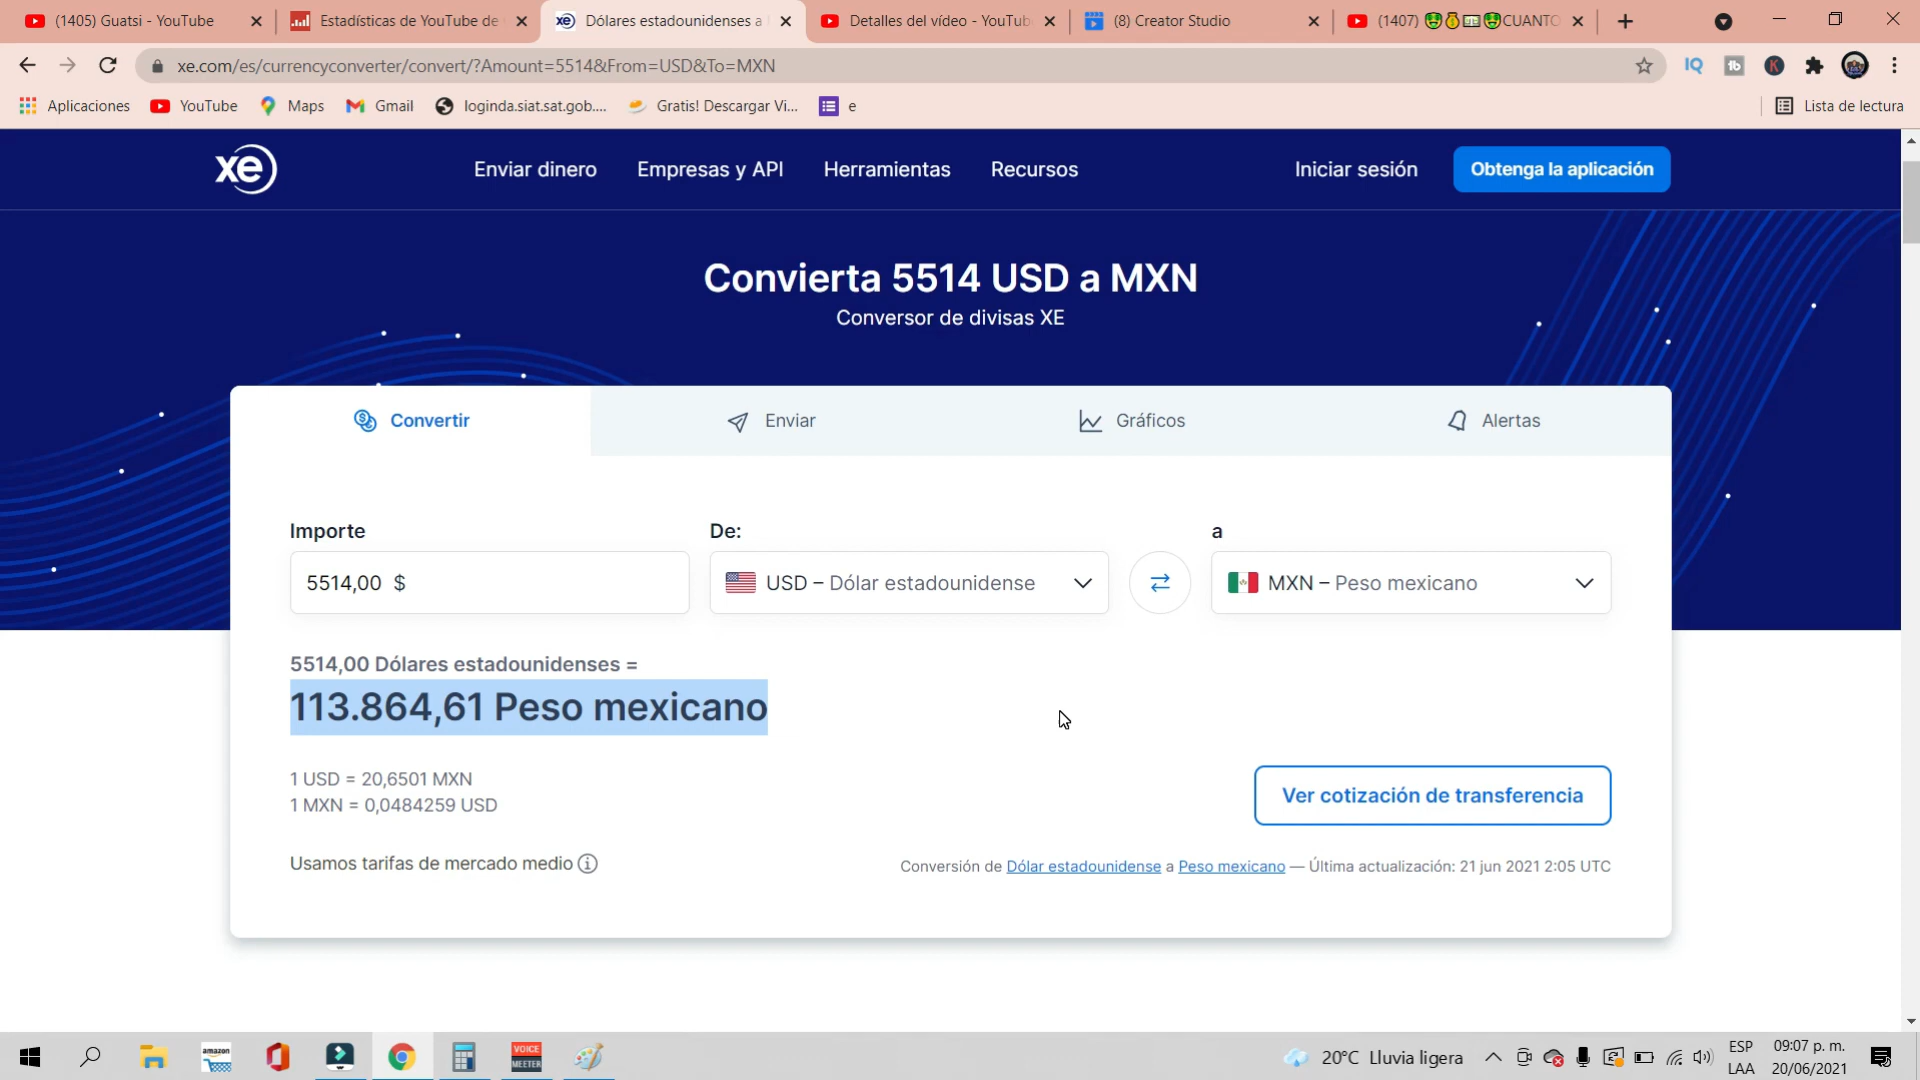 (1405) Guatsi - YouTube
Estadísticas de YouTube de
Dólares estadounidenses a
Detalles del vídeo - YouTub
(8) Creator Studio
(1407) 🤑💰💵🤑CUANTO
xe.com/es/currencyconverter/convert/?Amount=5514&From=USD&To=MXN
Aplicaciones
YouTube
Maps
Gmail
loginda.siat.sat.gob....
Gratis! Descargar Vi...
e
Lista de lectura
xe
Enviar dinero
Empresas y API
Herramientas
Recursos
Iniciar sesión
Obtenga la aplicación
Convierta 5514 USD a MXN
Conversor de divisas XE
Convertir
Enviar
Gráficos
Alertas
Importe
De:
a
5514,00 $
USD – Dólar estadounidense
MXN – Peso mexicano
5514,00 Dólares estadounidenses =
113.864,61 Peso mexicano
1 USD = 20,6501 MXN
1 MXN = 0,0484259 USD
Ver cotización de transferencia
Usamos tarifas de mercado medio
Conversión de Dólar estadounidense a Peso mexicano — Última actualización: 21 jun 2021 2:05 UTC
amazon
VOICE
MEETER
20°C Lluvia ligera
ESP
LAA
09:07 p. m.
20/06/2021